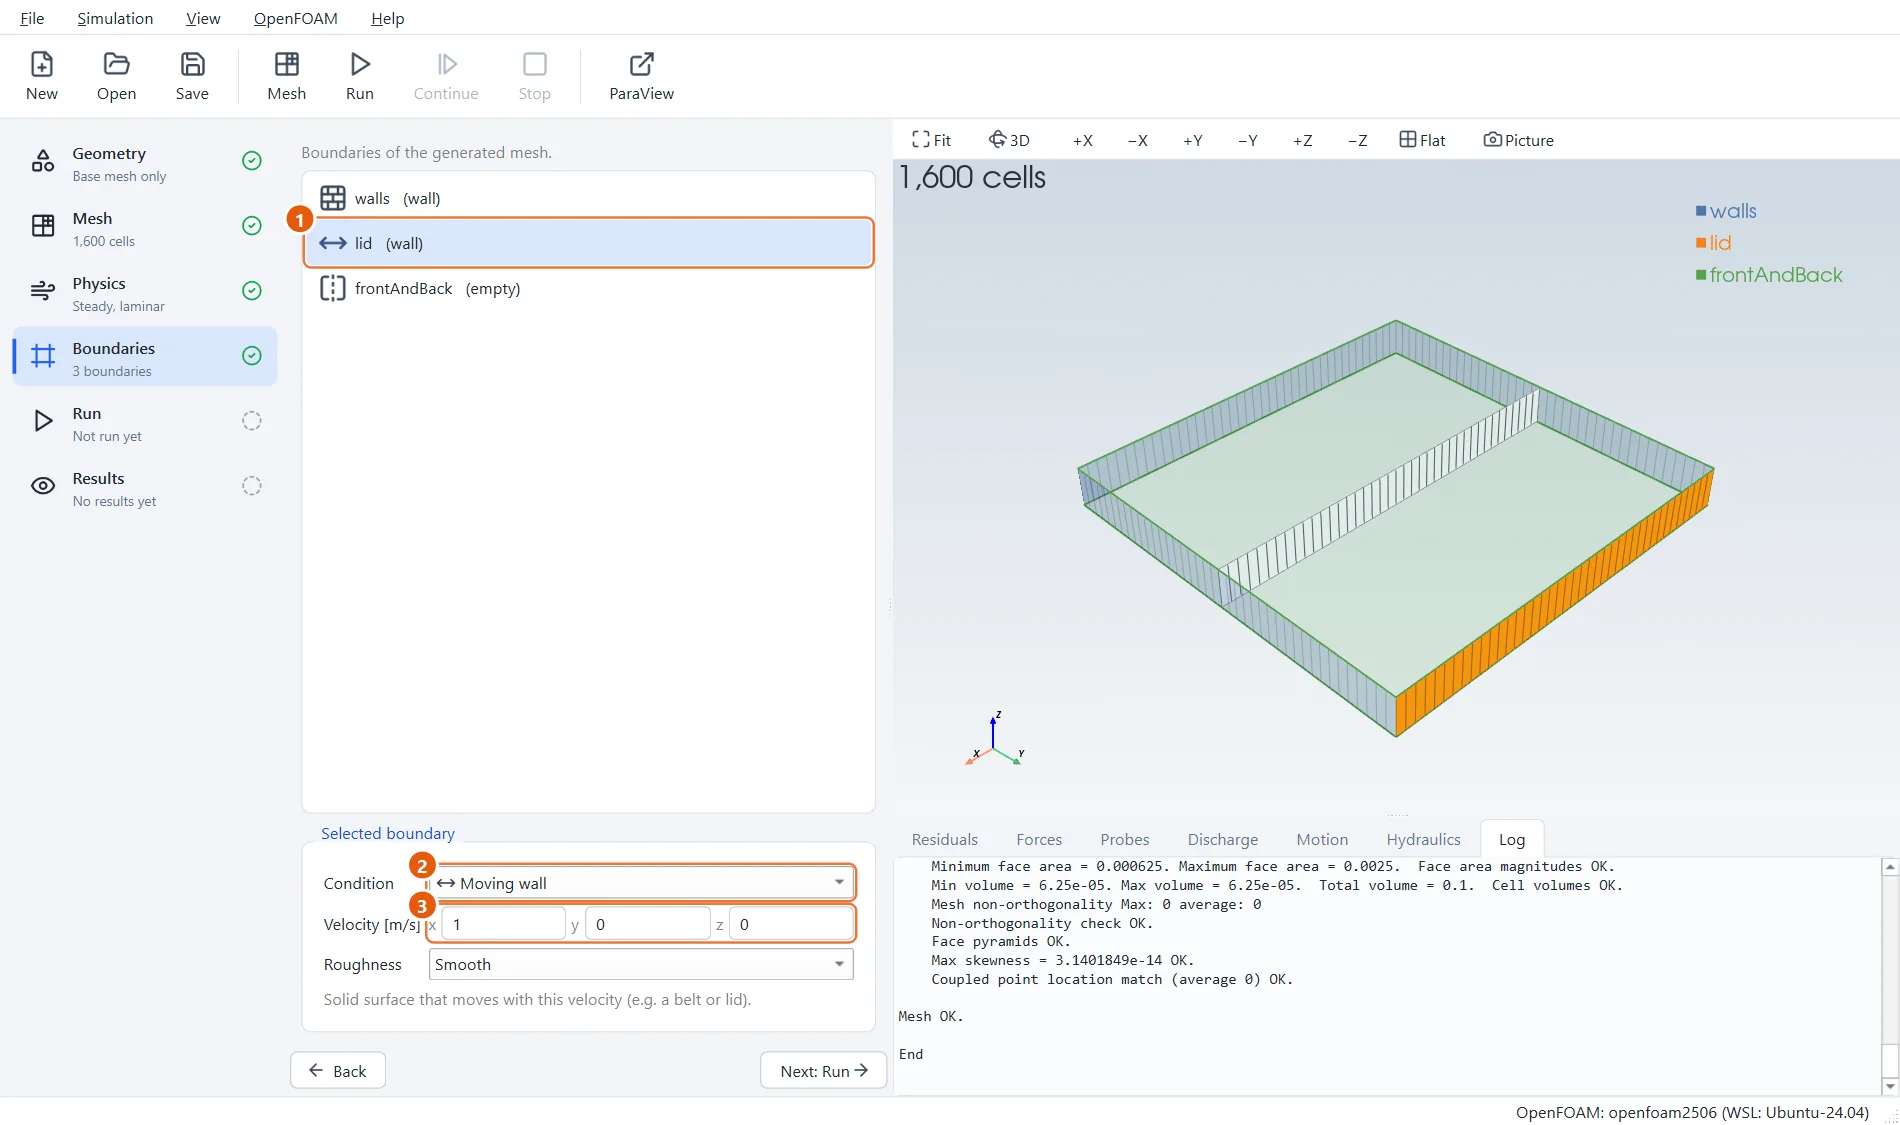 File Simulation View OpenFOAM Help
New Open Save Mesh Run Continue Stop ParaView
Geometry
Base mesh only
Mesh
1,600 cells
Physics
Steady, laminar
Boundaries
3 boundaries
Run
Not run yet
Results
No results yet
Boundaries of the generated mesh.
walls (wall)
1
lid (wall)
frontAndBack (empty)
Selected boundary
2
Condition Moving wall
3
Velocity [m/s] x 1 y 0 z 0
Roughness Smooth
Solid surface that moves with this velocity (e.g. a belt or lid).
Back
Next: Run
Fit 3D +X −X +Y −Y +Z −Z Flat Picture
1,600 cells
walls
lid
frontAndBack
Z
X Y
Residuals Forces Probes Discharge Motion Hydraulics Log
Minimum face area = 0.000625. Maximum face area = 0.0025.  Face area magnitudes OK.
Min volume = 6.25e-05. Max volume = 6.25e-05.  Total volume = 0.1.  Cell volumes OK.
Mesh non-orthogonality Max: 0 average: 0
Non-orthogonality check OK.
Face pyramids OK.
Max skewness = 3.1401849e-14 OK.
Coupled point location match (average 0) OK.
Mesh OK.
End
OpenFOAM: openfoam2506 (WSL: Ubuntu-24.04)